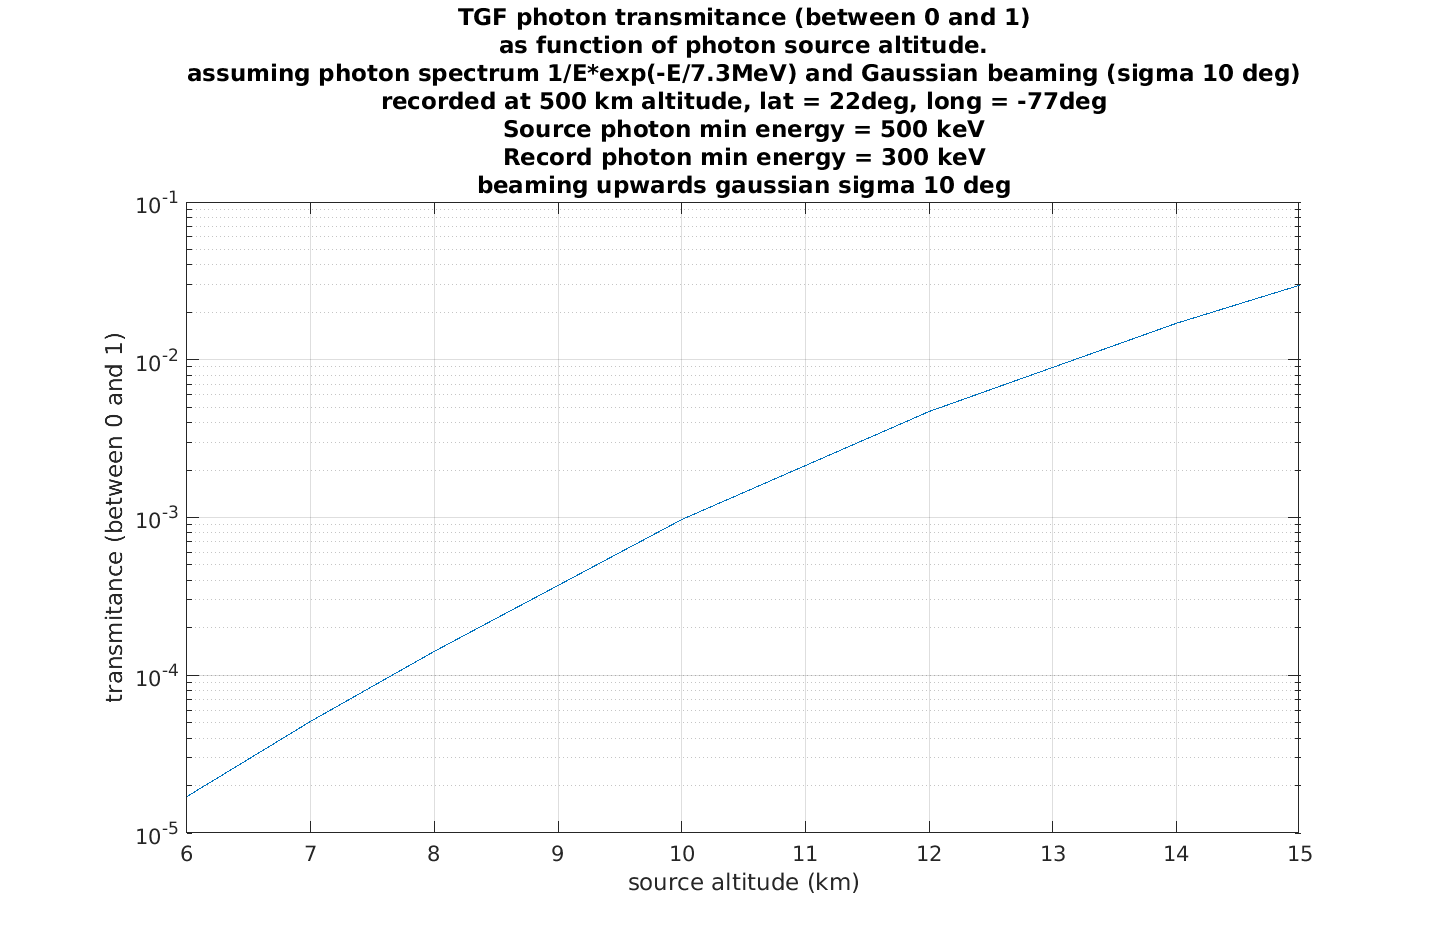 TGF photon transmitance (between 0 and 1)
as function of photon source altitude.
assuming photon spectrum 1/E*exp(-E/7.3MeV) and Gaussian beaming (sigma 10 deg)
recorded at 500 km altitude, lat = 22deg, long = -77deg
Source photon min energy = 500 keV
Record photon min energy = 300 keV
beaming upwards gaussian sigma 10 deg
transmitance (between 0 and 1)
10^-1
10^-2
10^-3
10^-4
10^-5
6 7 8 9 10 11 12 13 14 15
source altitude (km)